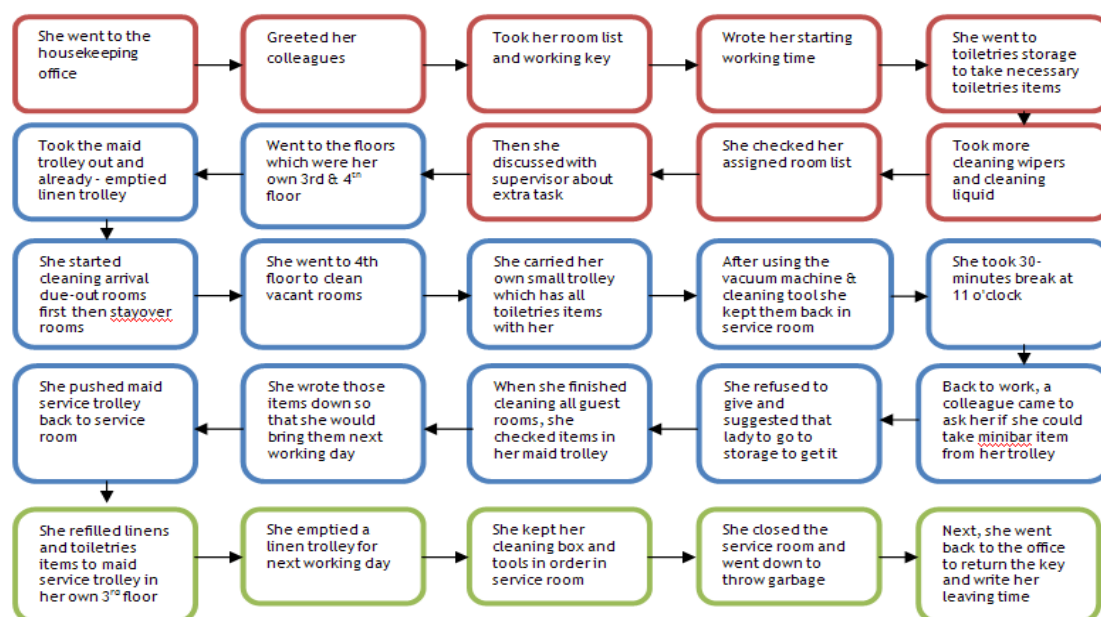 She went to the
housekeeping
office
Greeted her
colleagues
Took her room list
and working key
Wrote her starting
working time
She went to
toiletries storage
to take necessary
toiletries items
Took more
cleaning wipers
and cleaning
liquid
She checked her
assigned room list
Then she
discussed with
supervisor about
extra task
Went to the floors
which were her
own 3rd & 4th
floor
Took the maid
trolley out and
already - emptied
linen trolley
She started
cleaning arrival
due-out rooms
first then stayover
rooms
She went to 4th
floor to clean
vacant rooms
She carried her
own small trolley
which has all
toiletries items
with her
After using the
vacuum machine &
cleaning tool she
kept them back in
service room
She took 30-
minutes break at
11 o'clock
Back to work, a
colleague came to
ask her if she could
take minibar item
from her trolley
She refused to
give and
suggested that
lady to go to
storage to get it
When she finished
cleaning all guest
rooms, she
checked items in
her maid trolley
She wrote those
items down so
that she would
bring them next
working day
She pushed maid
service trolley
back to service
room
She refilled linens
and toiletries
items to maid
service trolley in
her own 3rd floor
She emptied a
linen trolley for
next working day
She kept her
cleaning box and
tools in order in
service room
She closed the
service room and
went down to
throw garbage
Next, she went
back to the office
to return the key
and write her
leaving time